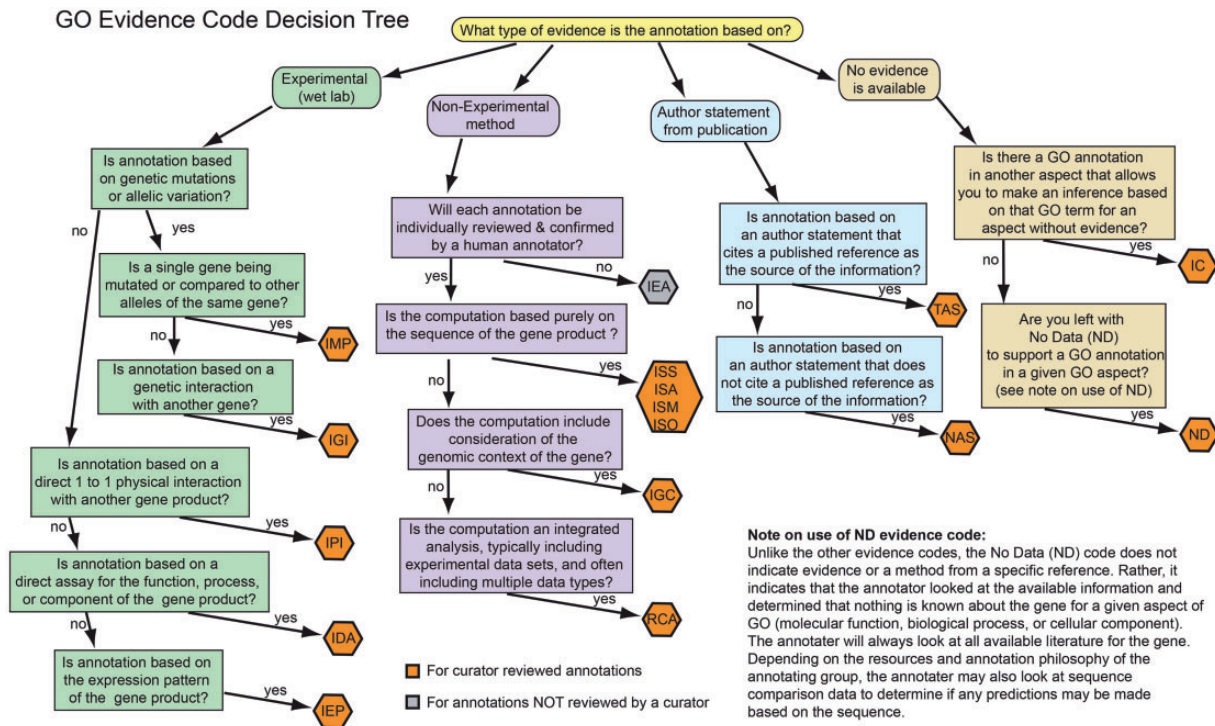 GO Evidence Code Decision Tree
What type of evidence is the annotation based on?
Experimental
(wet lab)
Non-Experimental
method
Author statement
from publication
No evidence
is available
Is annotation based
on genetic mutations
or allelic variation?
no
yes
Is a single gene being
mutated or compared to other
alleles of the same gene?
no
yes
IMP
Is annotation based on a
genetic interaction
with another gene?
yes
IGI
Is annotation based on a
direct 1 to 1 physical interaction
with another gene product?
no
yes
IPI
Is annotation based on a
direct assay for the function, process,
or component of the gene product?
no
yes
IDA
Is annotation based on
the expression pattern
of the gene product?
yes
IEP
Will each annotation be
individually reviewed & confirmed
by a human annotator?
yes
no
IEA
Is the computation based purely on
the sequence of the gene product ?
no
yes
ISS
ISA
ISM
ISO
Does the computation include
consideration of the
genomic context of the gene?
no
yes
IGC
Is the computation an integrated
analysis, typically including
experimental data sets, and often
including multiple data types?
yes
RCA
Is annotation based on
an author statement that
cites a published reference as
the source of the information?
no
yes
TAS
Is annotation based on
an author statement that does
not cite a published reference as
the source of the information?
yes
NAS
Is there a GO annotation
in another aspect that allows
you to make an inference based
on that GO term for an
aspect without evidence?
no
yes
IC
Are you left with
No Data (ND)
to support a GO annotation
in a given GO aspect?
(see note on use of ND)
yes
ND
For curator reviewed annotations
For annotations NOT reviewed by a curator
Note on use of ND evidence code:
Unlike the other evidence codes, the No Data (ND) code does not
indicate evidence or a method from a specific reference. Rather, it
indicates that the annotator looked at the available information and
determined that nothing is known about the gene for a given aspect of
GO (molecular function, biological process, or cellular component).
The annotater will always look at all available literature for the gene.
Depending on the resources and annotation philosophy of the
annotating group, the annotater may also look at sequence
comparison data to determine if any predictions may be made
based on the sequence.